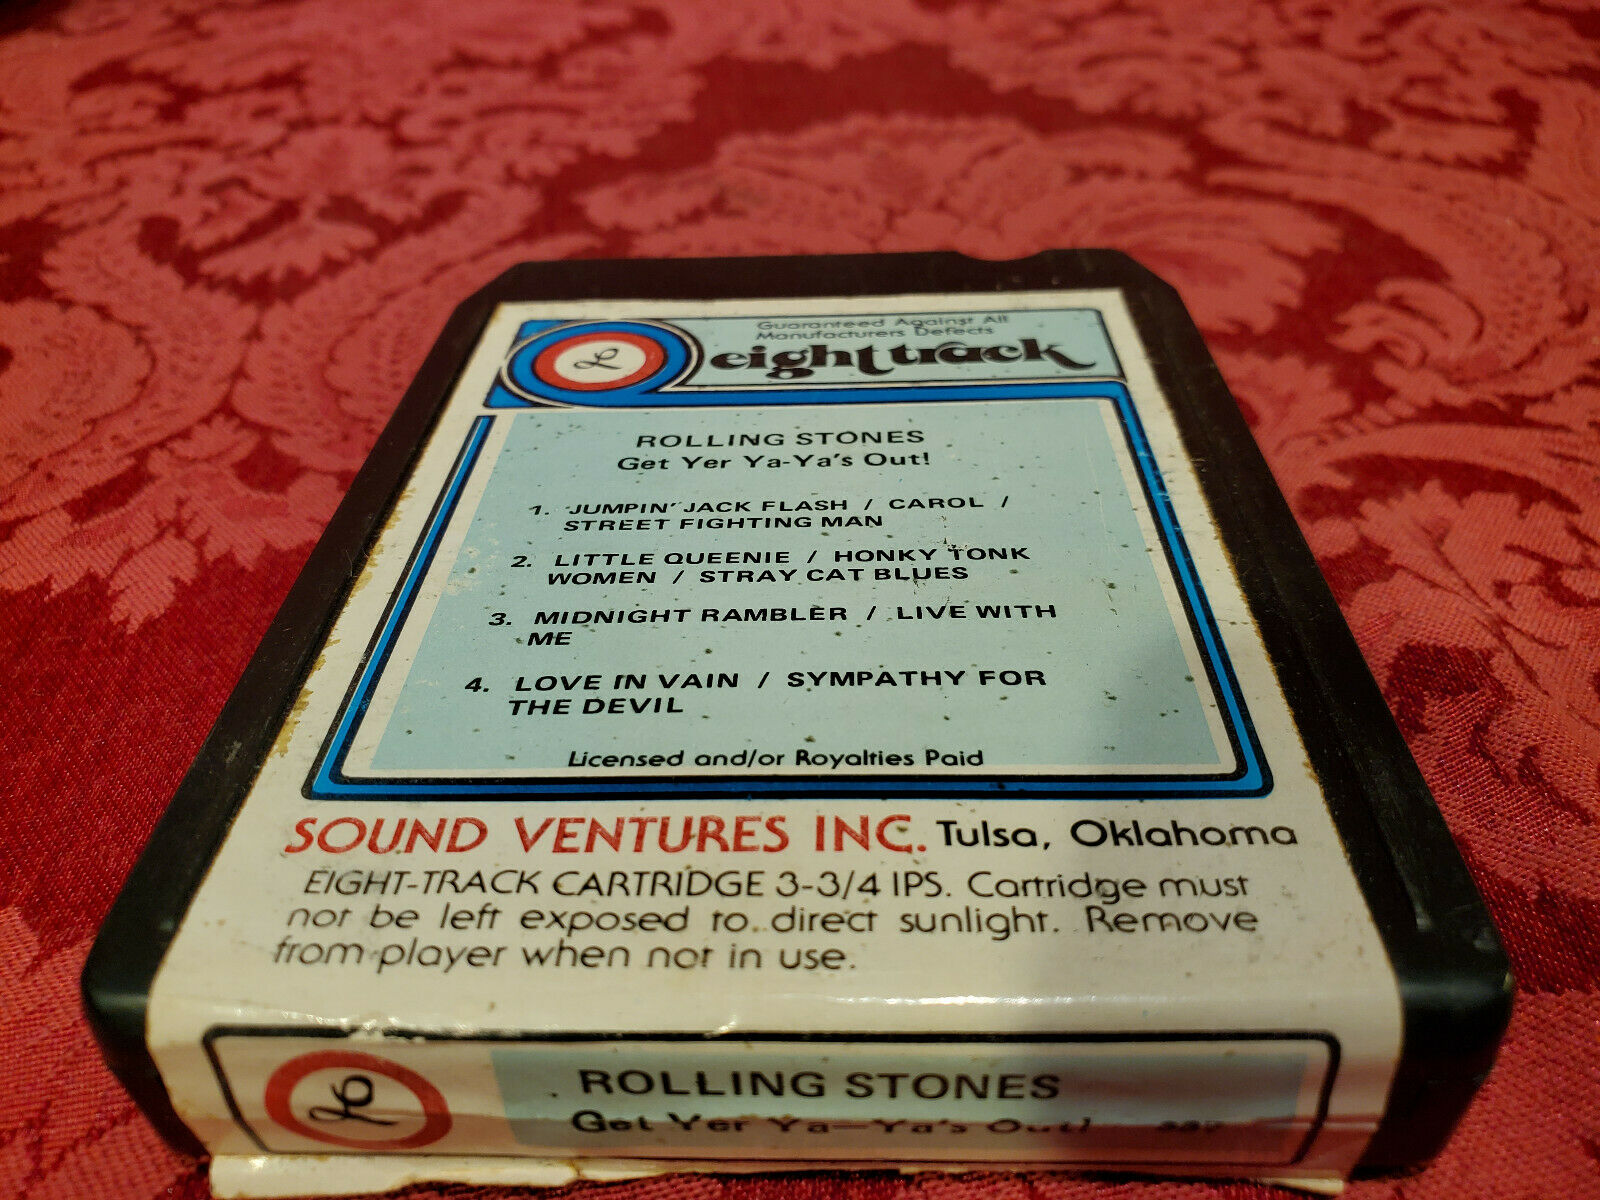 Guaranteed Against All
Manufacturers Defects
eight track
ROLLING STONES
Get Yer Ya-Ya's Out!
1. JUMPIN' JACK FLASH / CAROL /
STREET FIGHTING MAN
2. LITTLE QUEENIE / HONKY TONK
WOMEN / STRAY CAT BLUES
3. MIDNIGHT RAMBLER / LIVE WITH
ME
4. LOVE IN VAIN / SYMPATHY FOR
THE DEVIL
Licensed and/or Royalties Paid
SOUND VENTURES INC. Tulsa, Oklahoma
EIGHT-TRACK CARTRIDGE 3-3/4 IPS. Cartridge must
not be left exposed to direct sunlight. Remove
from player when not in use.
ROLLING STONES
Get Yer Ya-Ya's Out!